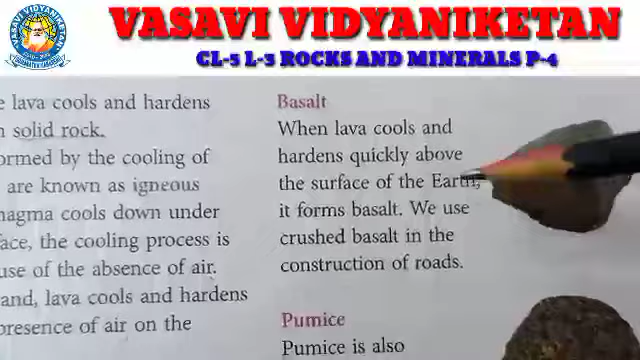 VASAVI VIDYANIKETAN
CL-5 L-3 ROCKS AND MINERALS P-4
VASAVI VIDYANIKETAN
e lava cools and hardens
solid rock.
ormed by the cooling of
are known as igneous
nagma cools down under
face, the cooling process is
use of the absence of air.
and, lava cools and hardens
presence of air on the
Basalt
When lava cools and
hardens quickly above
the surface of the Earth,
it forms basalt. We use
crushed basalt in the
construction of roads.
Pumice
Pumice is also